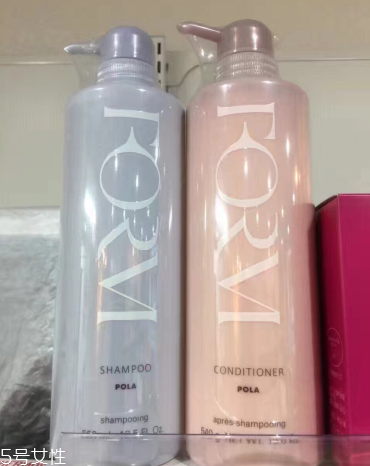 FORM
SHAMPOO
POLA
shampooing
FORM
CONDITIONER
POLA
après-shampooing
5号女性